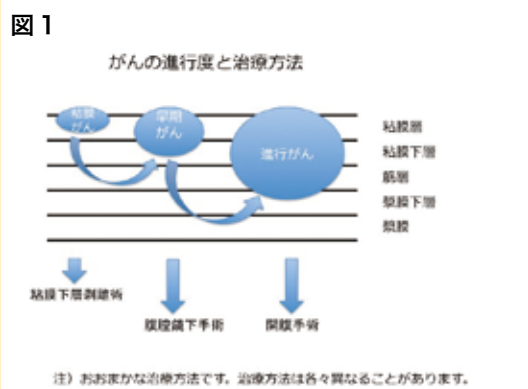 図1
がんの進行度と治療方法
粘膜
がん
早期
がん
進行がん
粘膜層
粘膜下層
筋層
漿膜下層
漿膜
粘膜下層剥離術
腹腔鏡下手術
開腹手術
注）おおまかな治療方法です。治療方法は各々異なることがあります。